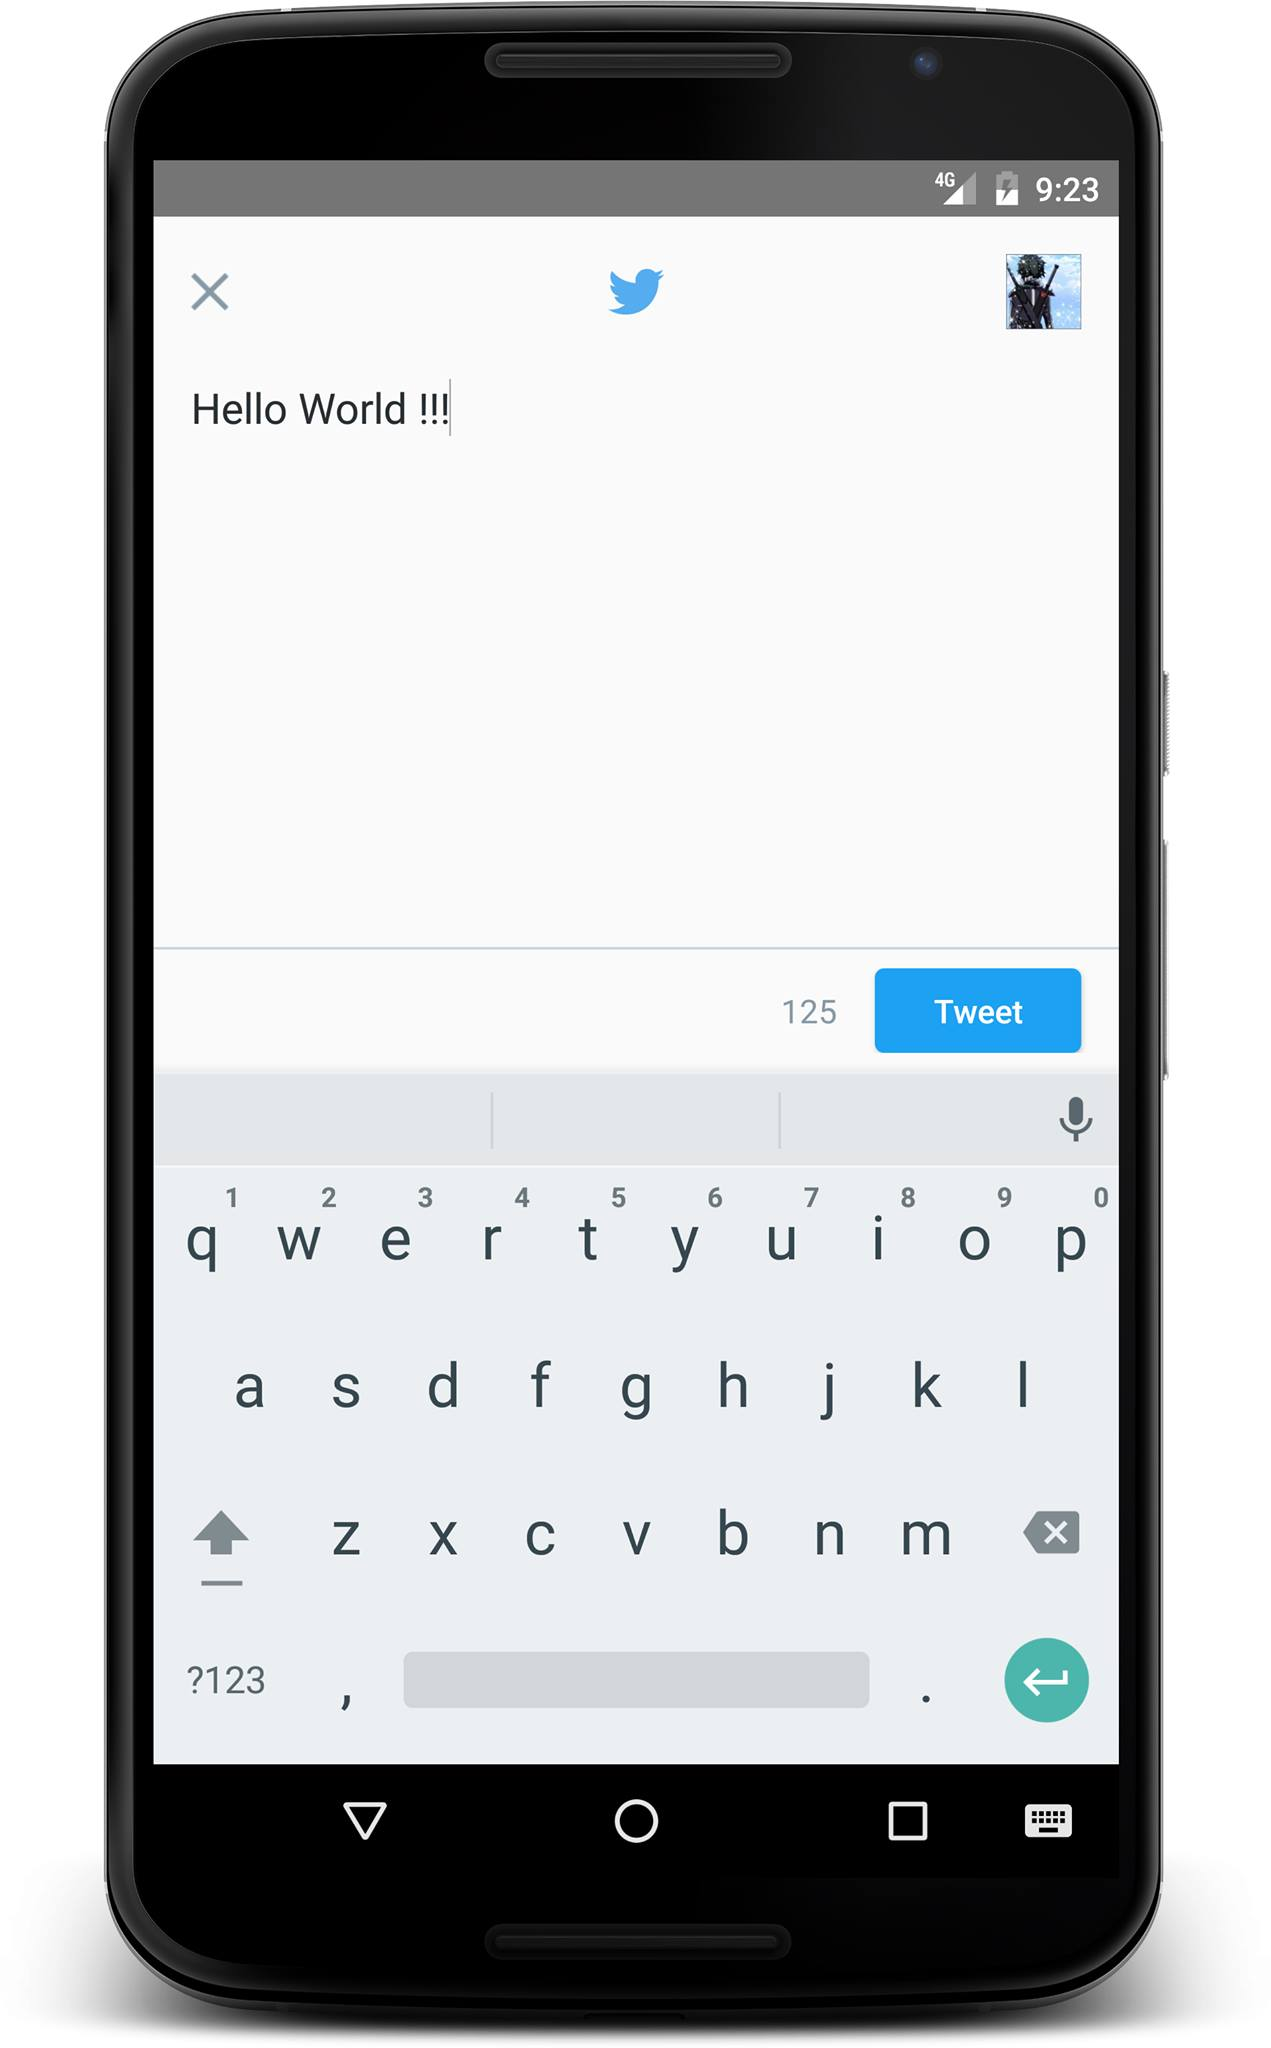 4G 9:23
Hello World !!!
125 Tweet
1 2 3 4 5 6 7 8 9 0
q w e r t y u i o p
a s d f g h j k l
z x c v b n m
?123 , .